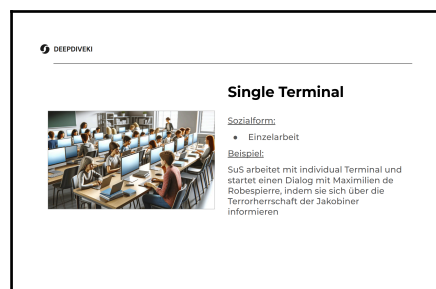 DEEPDIVEKI
Single Terminal
Sozialform:
● Einzelarbeit
Beispiel:
SuS arbeitet mit individual Terminal und
startet einen Dialog mit Maximilien de
Robespierre, indem sie sich über die
Terrorherrschaft der Jakobiner
informieren